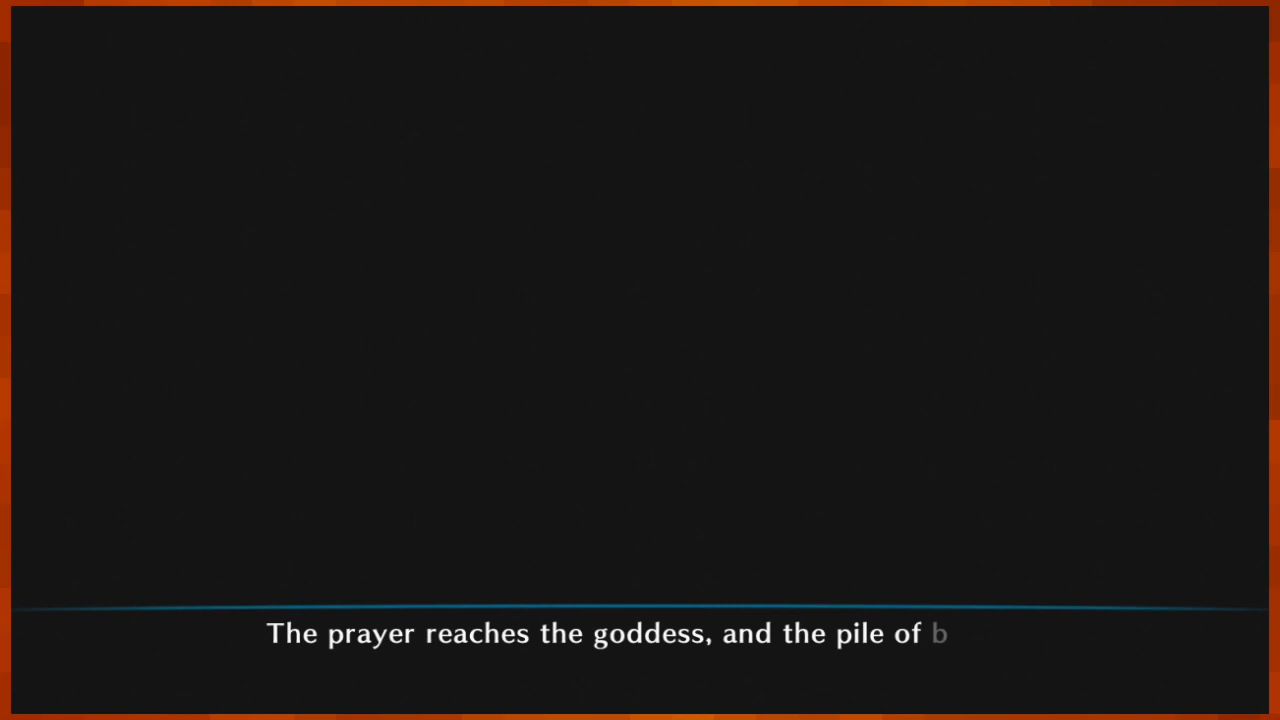 The prayer reaches the goddess, and the pile of b